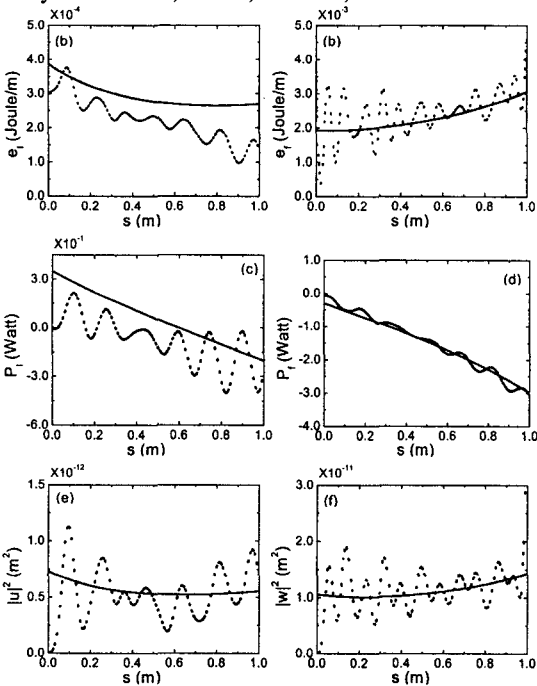 X10⁻⁴
(b)
5.0
4.0
3.0
2.0
1.0
0.0
e_l (Joule/m)
0.0 0.2 0.4 0.6 0.8 1.0
s (m)
X10⁻³
(b)
5.0
4.0
3.0
2.0
1.0
0.0
e_f (Joule/m)
0.0 0.2 0.4 0.6 0.8 1.0
s (m)
X10⁻¹
(c)
3.0
0.0
-3.0
-6.0
P_l (Watt)
0.0 0.2 0.4 0.6 0.8 1.0
s (m)
(d)
1.0
0.0
-1.0
-2.0
-3.0
-4.0
P_f (Watt)
0.0 0.2 0.4 0.6 0.8 1.0
s (m)
X10⁻¹²
(e)
1.5
1.0
0.5
0.0
|u|² (m²)
0.0 0.2 0.4 0.6 0.8 1.0
s (m)
X10⁻¹¹
(f)
3.0
2.0
1.0
0.0
|w|² (m²)
0.0 0.2 0.4 0.6 0.8 1.0
s (m)